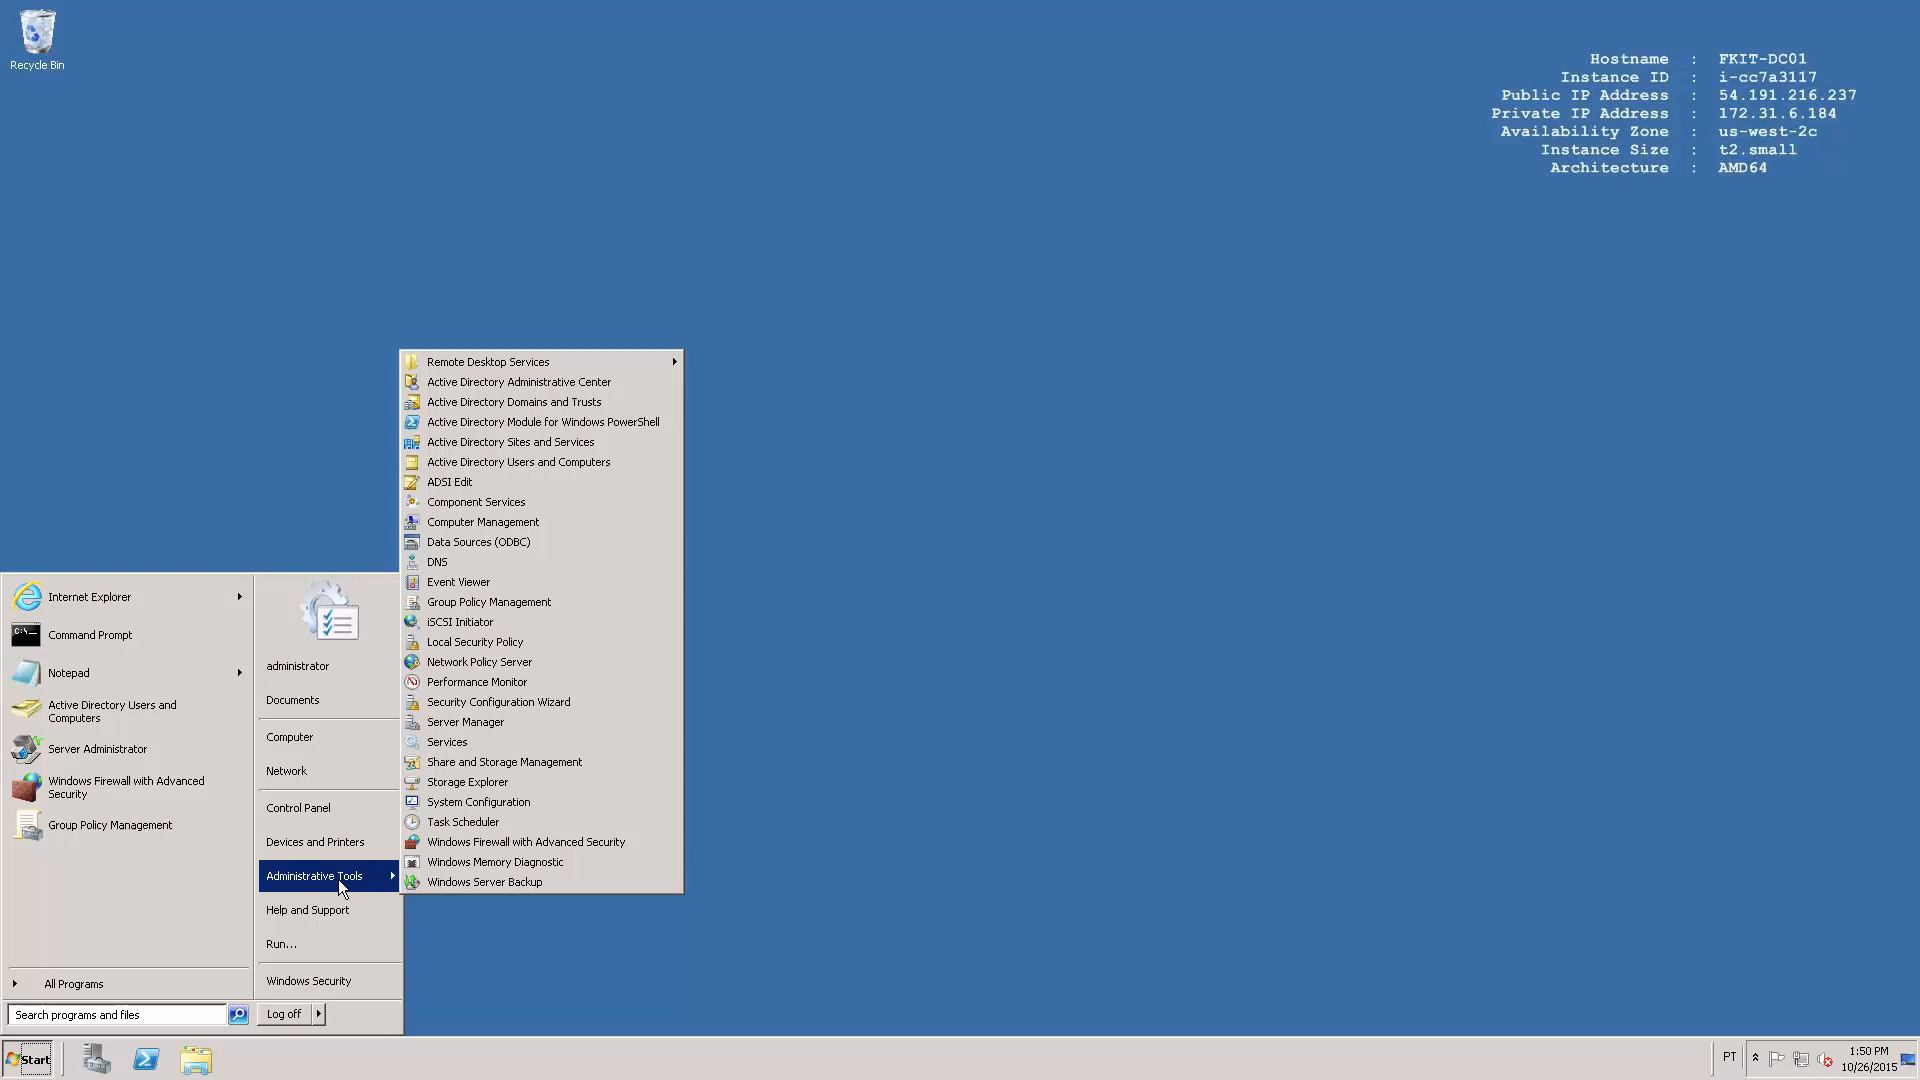 Recycle Bin
Hostname : FKIT-DC01
Instance ID : i-cc7a3117
Public IP Address : 54.191.216.237
Private IP Address : 172.31.6.184
Availability Zone : us-west-2c
Instance Size : t2.small
Architecture : AMD64
Remote Desktop Services
Active Directory Administrative Center
Active Directory Domains and Trusts
Active Directory Module for Windows PowerShell
Active Directory Sites and Services
Active Directory Users and Computers
ADSI Edit
Component Services
Computer Management
Data Sources (ODBC)
DNS
Event Viewer
Group Policy Management
iSCSI Initiator
Local Security Policy
Network Policy Server
Performance Monitor
Security Configuration Wizard
Server Manager
Services
Share and Storage Management
Storage Explorer
System Configuration
Task Scheduler
Windows Firewall with Advanced Security
Windows Memory Diagnostic
Windows Server Backup
Internet Explorer
Command Prompt
Notepad
Active Directory Users and
Computers
Server Administrator
Windows Firewall with Advanced
Security
Group Policy Management
All Programs
Search programs and files
administrator
Documents
Computer
Network
Control Panel
Devices and Printers
Administrative Tools
Help and Support
Run...
Windows Security
Log off
Start
PT
1:50 PM
10/26/2015